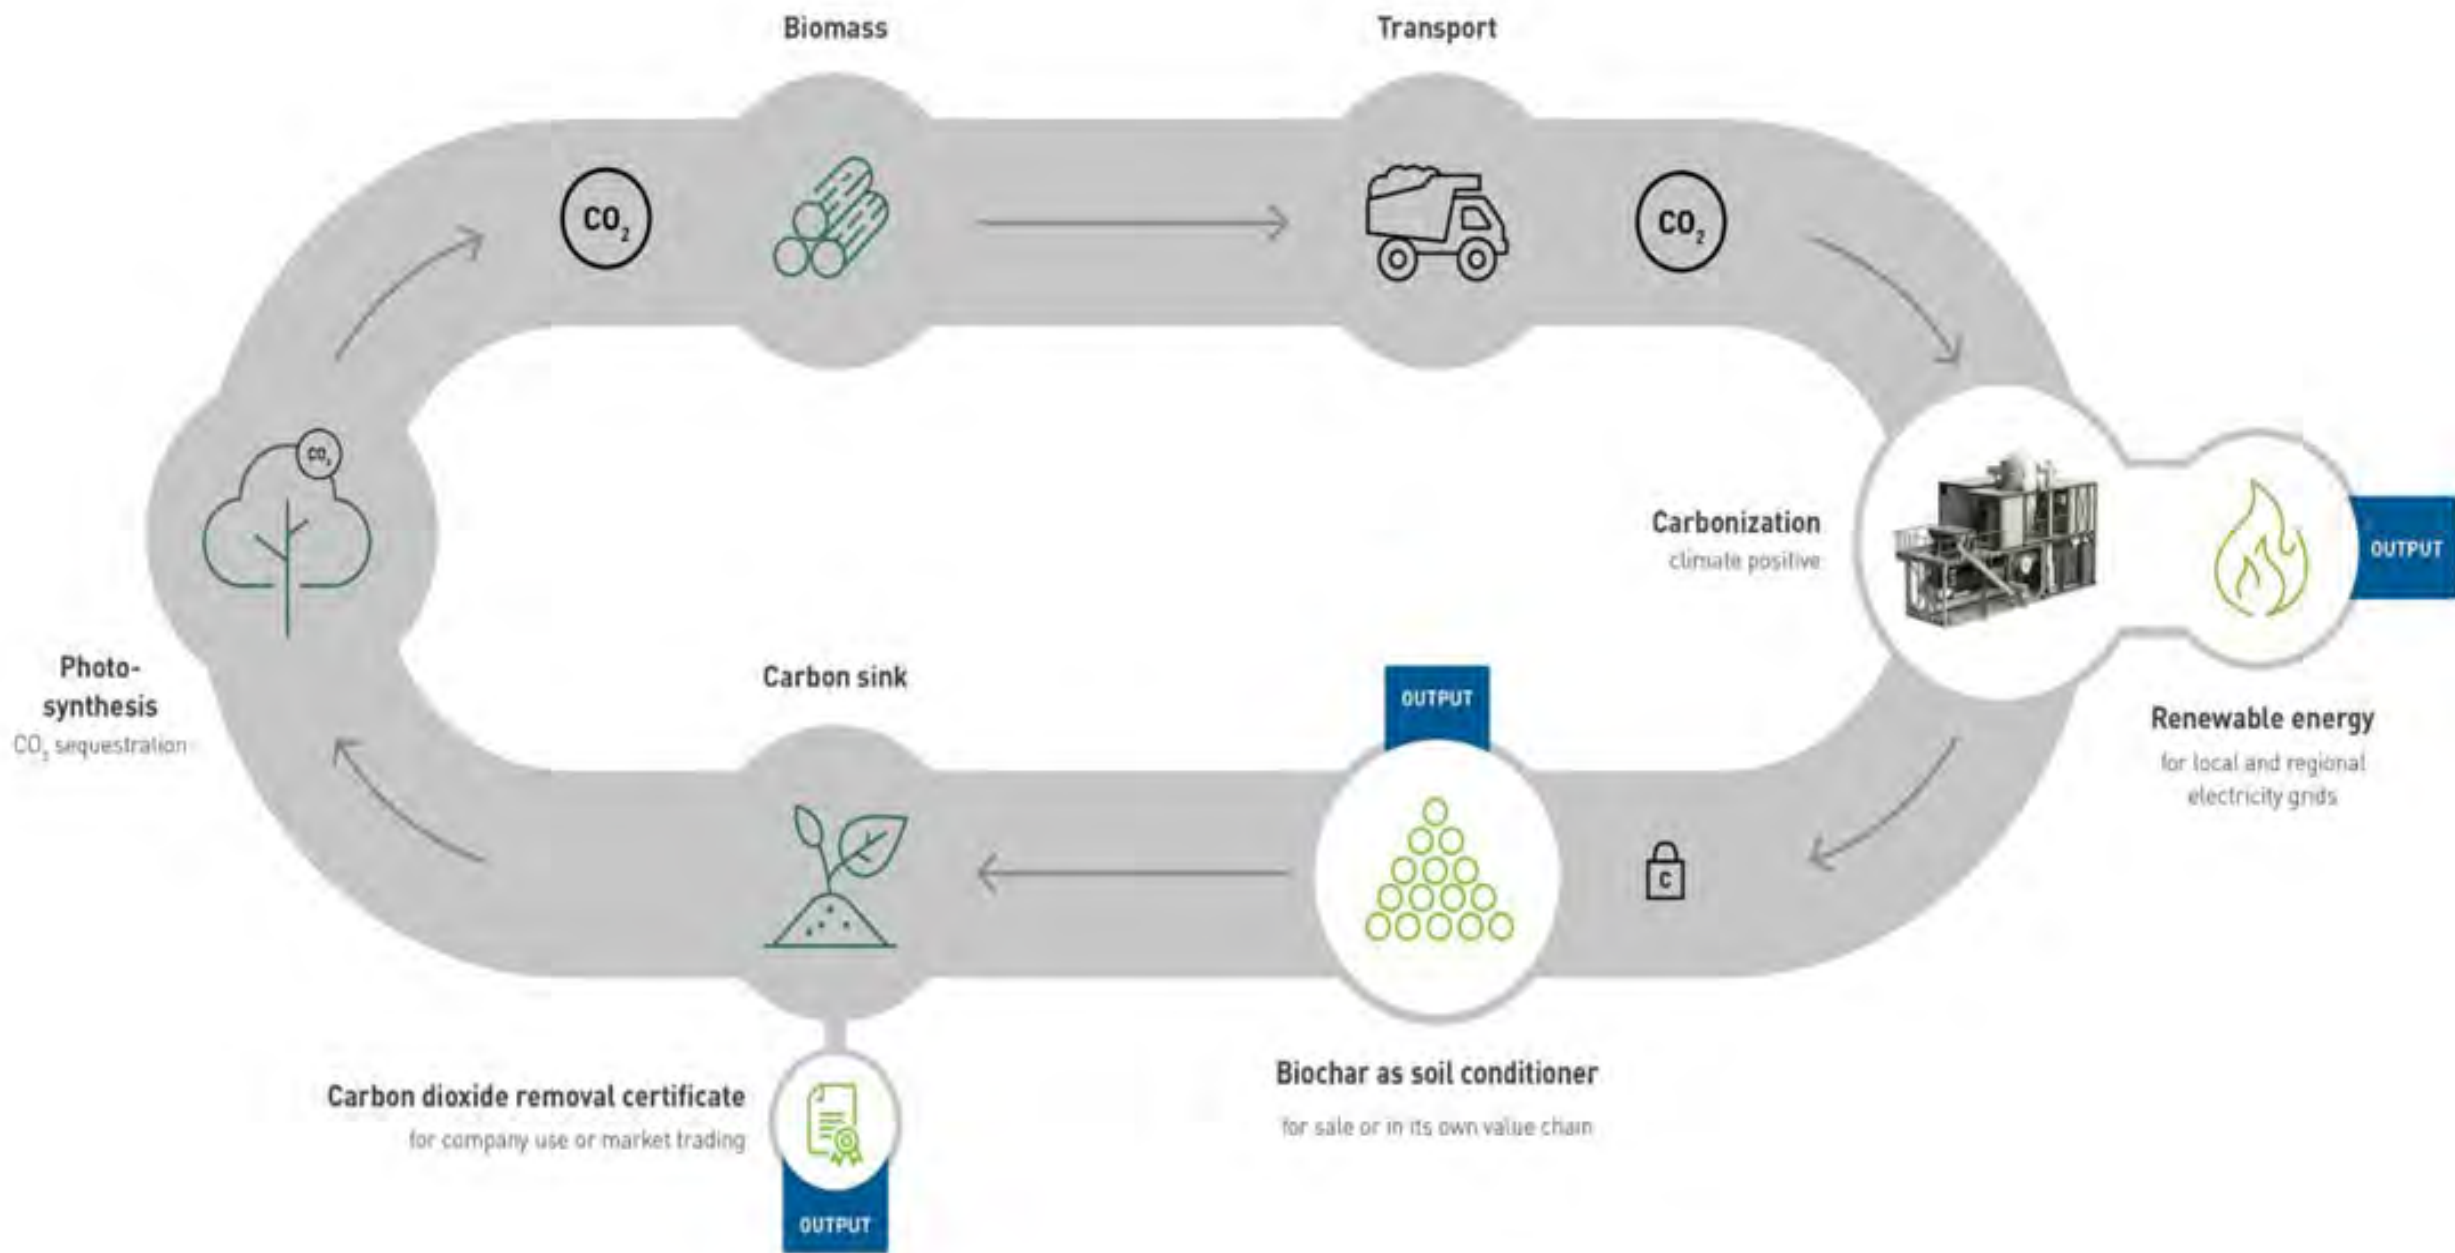 Biomass
Transport
CO₂
CO₂
CO₂
Photo-
synthesis
CO₂ sequestration
Carbonization
climate positive
OUTPUT
Renewable energy
for local and regional
electricity grids
Carbon sink
OUTPUT
C
Biochar as soil conditioner
for sale or in its own value chain
Carbon dioxide removal certificate
for company use or market trading
OUTPUT